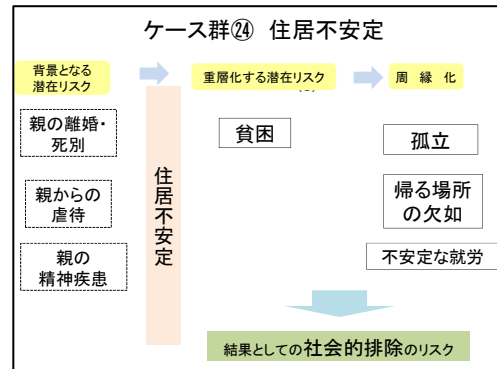 ケース群㉔ 住居不安定
背景となる
潜在リスク
重層化する潜在リスク
周 縁 化
親の離婚・
死別
親からの
虐待
親の
精神疾患
住居不安定
貧困
孤立
帰る場所
の欠如
不安定な就労
結果としての社会的排除のリスク